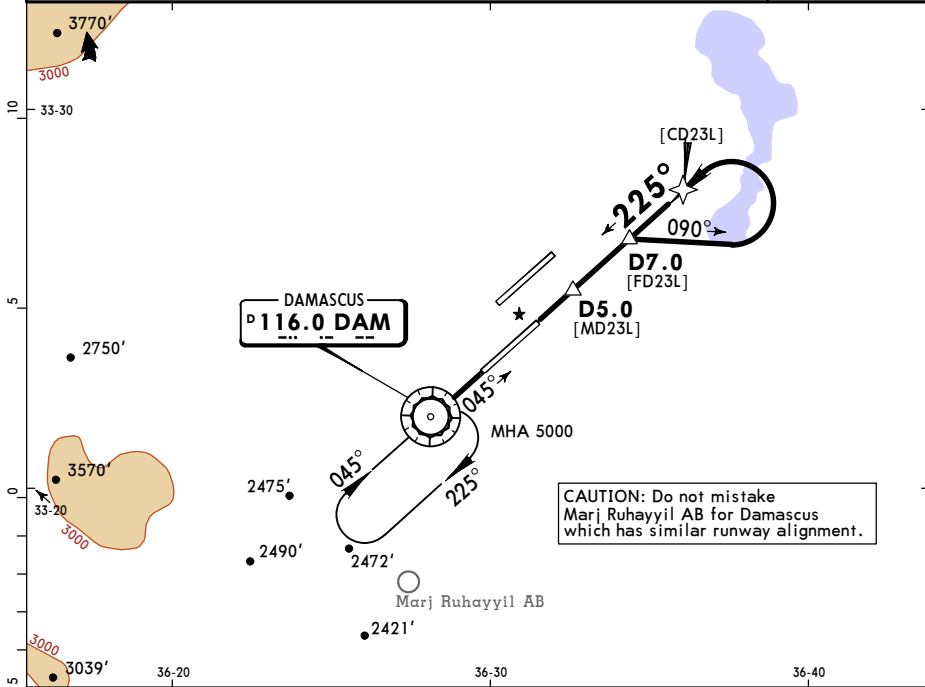 3770'
3000
10
33-30
[CD23L]
225°
090°
D7.0
[FD23L]
D5.0
[MD23L]
DAMASCUS
D 116.0 DAM
5
2750'
045°
MHA 5000
3570'
045°
225°
2475'
0
33-20
3000
CAUTION: Do not mistake
Marj Ruhayyil AB for Damascus
which has similar runway alignment.
2490'
2472'
Marj Ruhayyil AB
2421'
3000
3039'
5
36-20
36-30
36-40